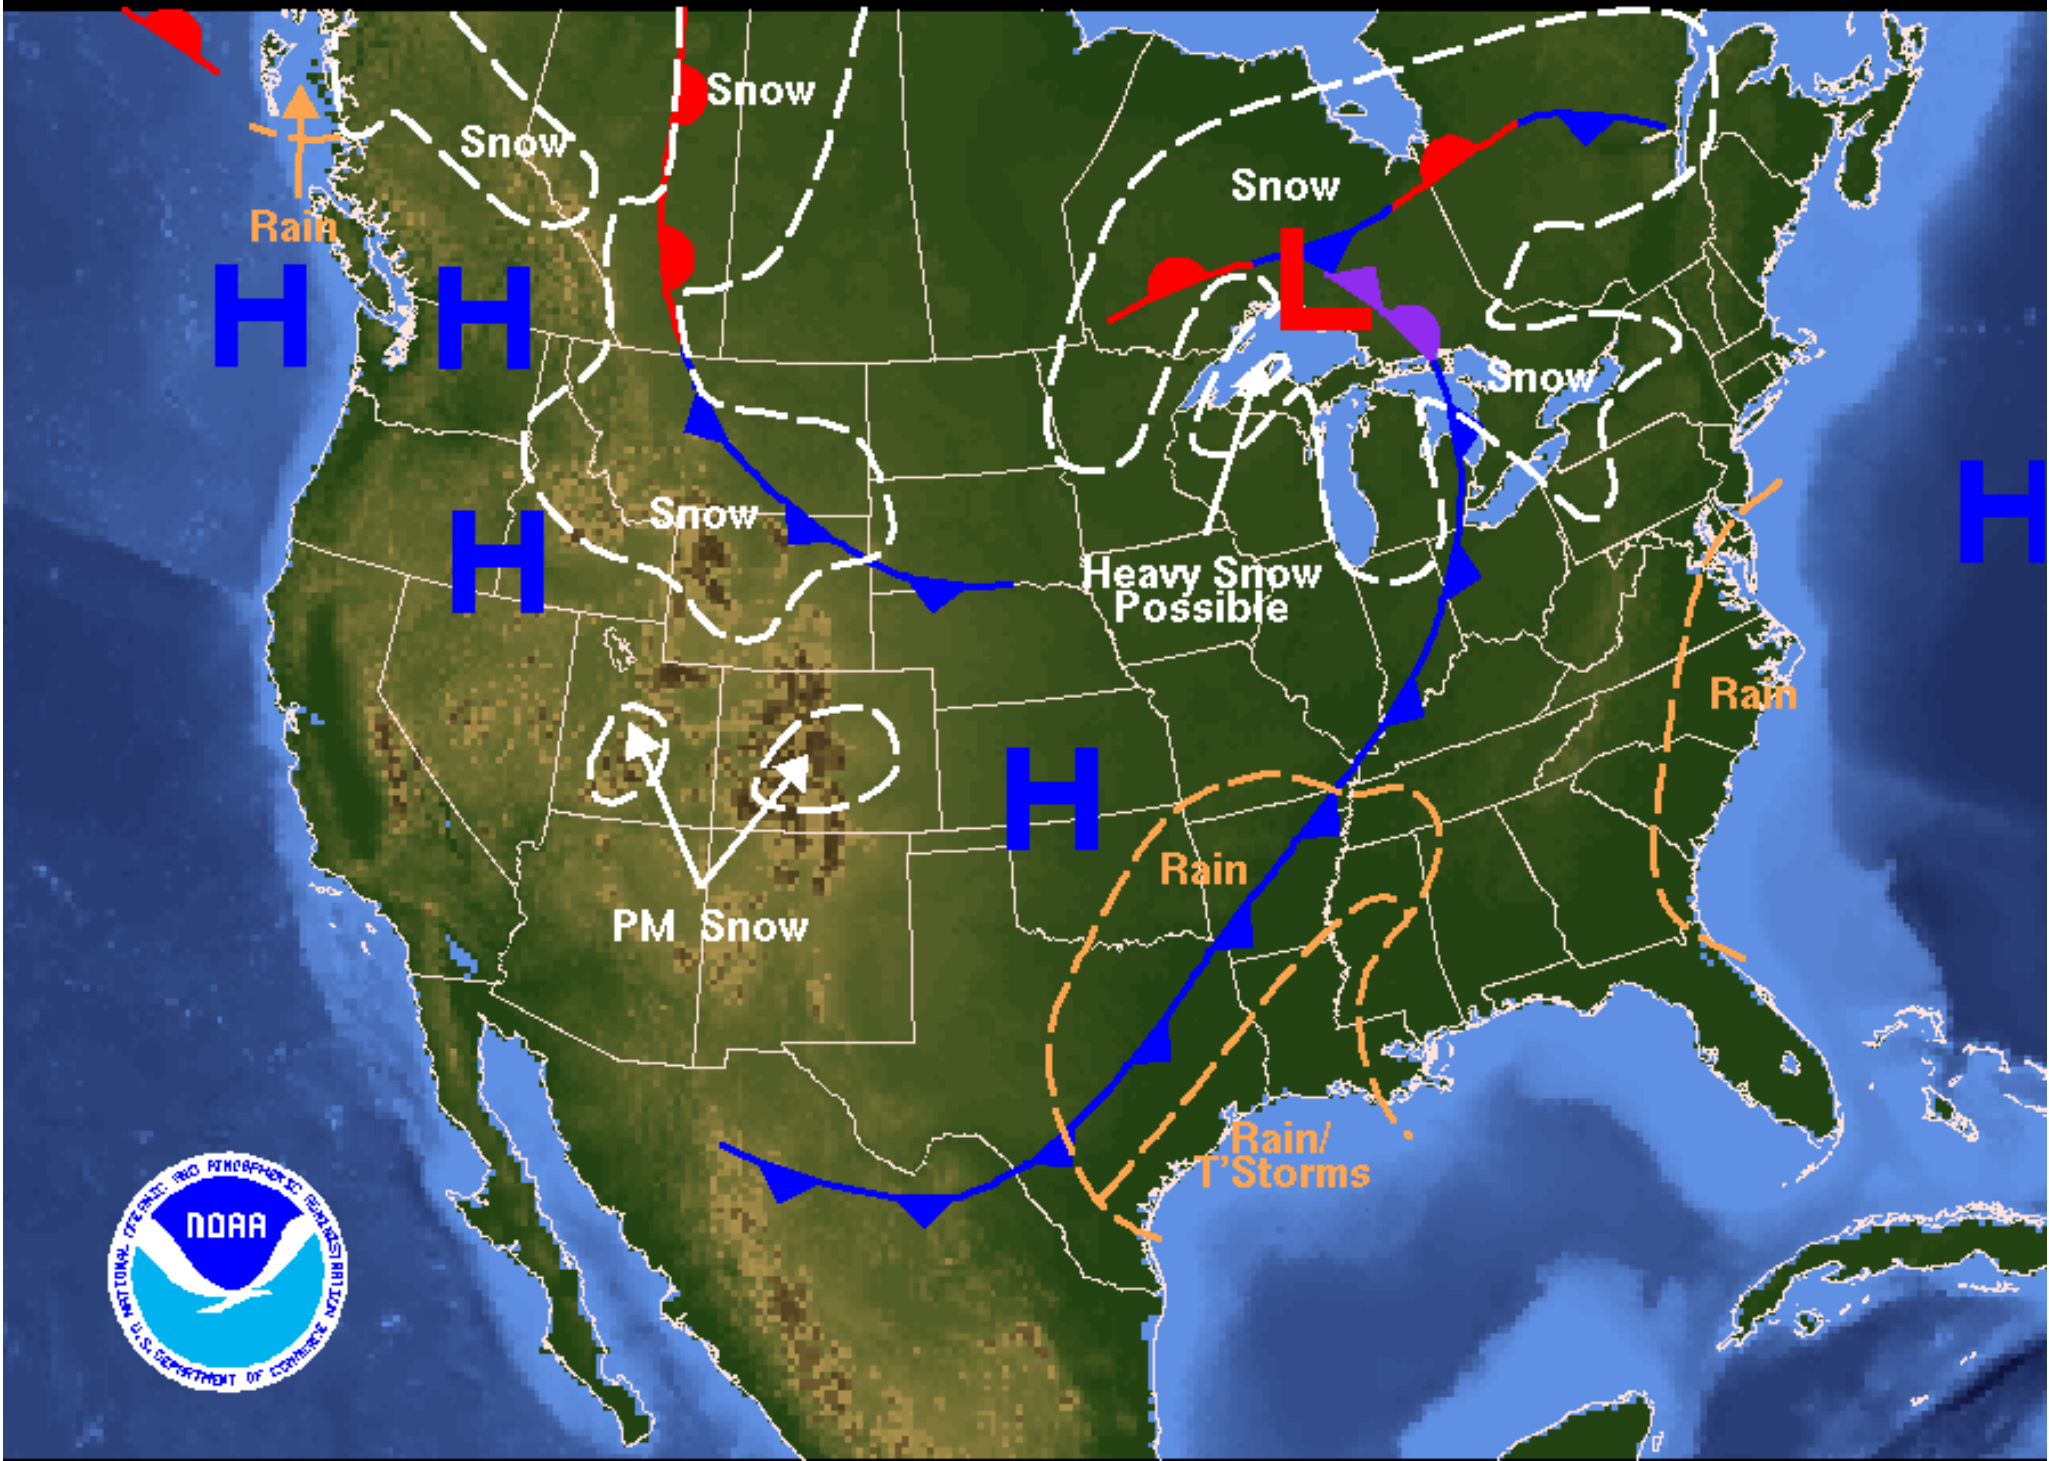 Snow
Snow
Snow
Rain
H
H
L
Snow
H
H
Snow
Heavy Snow
Possible
Rain
H
Rain
PM Snow
Rain/
T'Storms
NATIONAL OCEANIC AND ATMOSPHERIC ADMINISTRATION
NOAA
U.S. DEPARTMENT OF COMMERCE